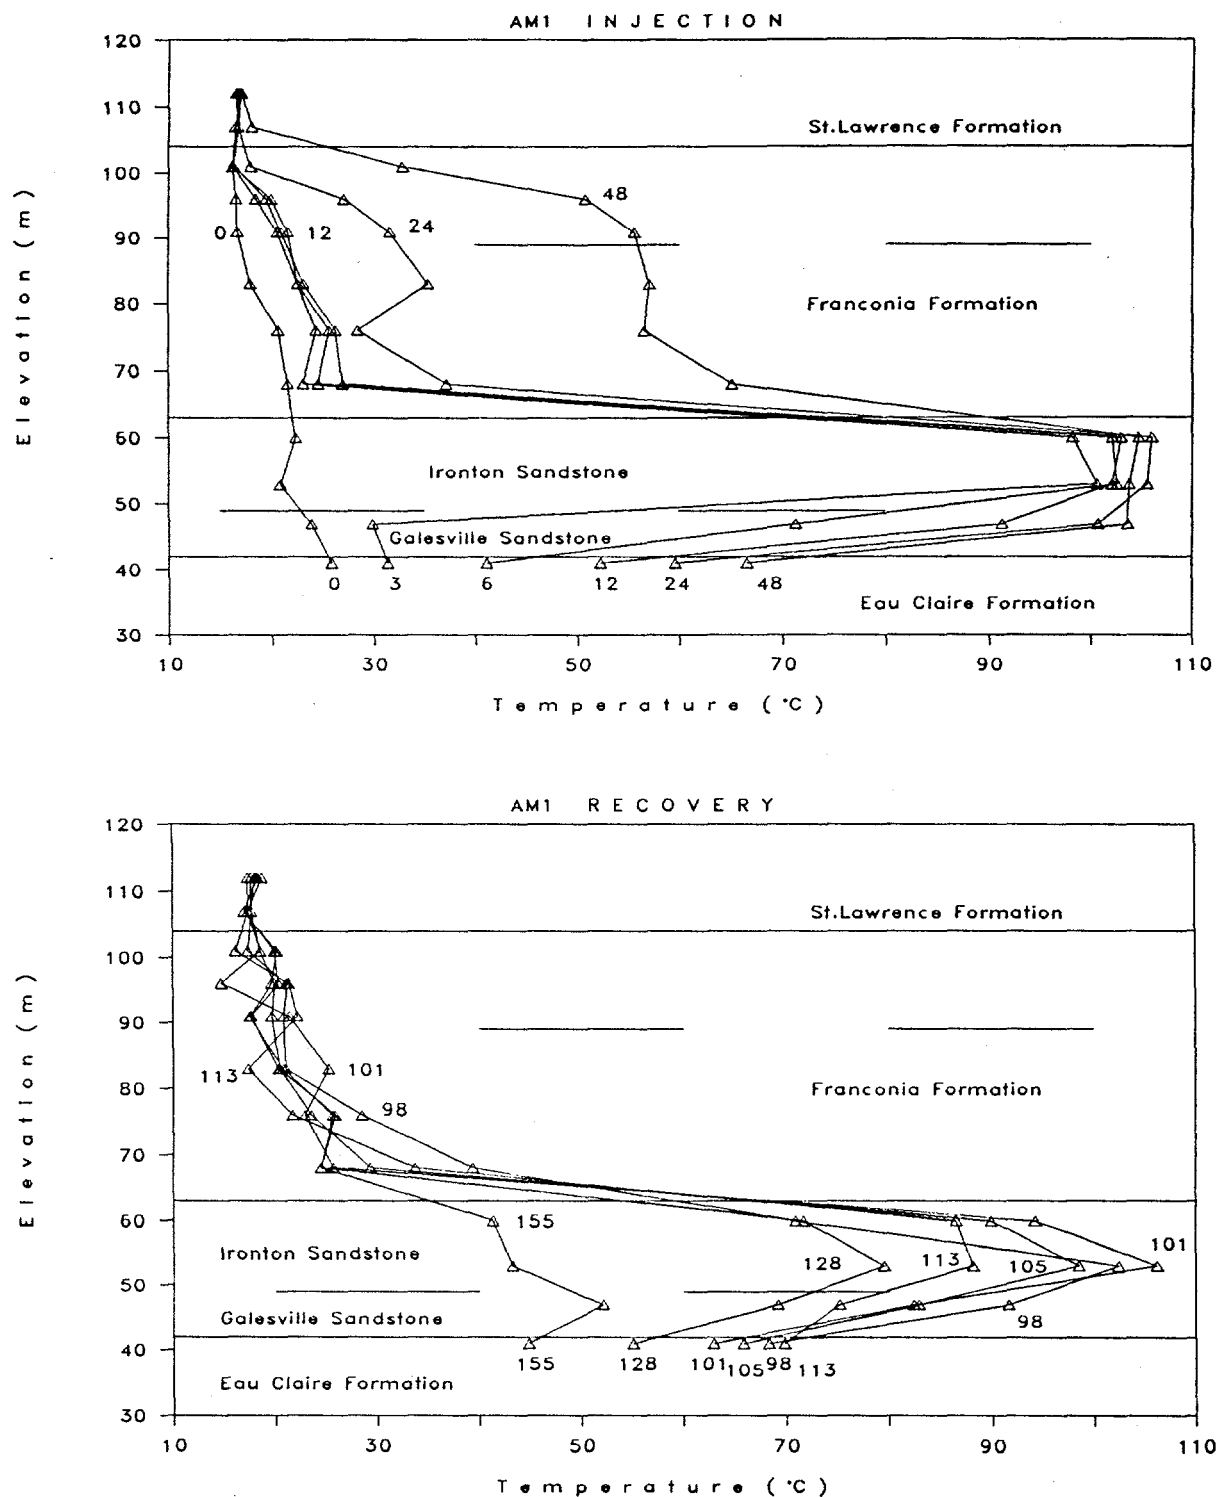 AM1 INJECTION
120
110
St.Lawrence Formation
100
48
0 12 24
90
Elevation (m)
80
Franconia Formation
70
60
Ironton Sandstone
50
Galesville Sandstone
40
0 3 6 12 24 48
Eau Claire Formation
30
10 30 50 70 90 110
Temperature (°C)
AM1 RECOVERY
120
110
St.Lawrence Formation
100
90
Elevation (m)
113 101
80
Franconia Formation
98
70
60
155
101
Ironton Sandstone
128 113 105
50
Galesville Sandstone
98
40
155 128 101 105 98 113
Eau Claire Formation
30
10 30 50 70 90 110
Temperature (°C)